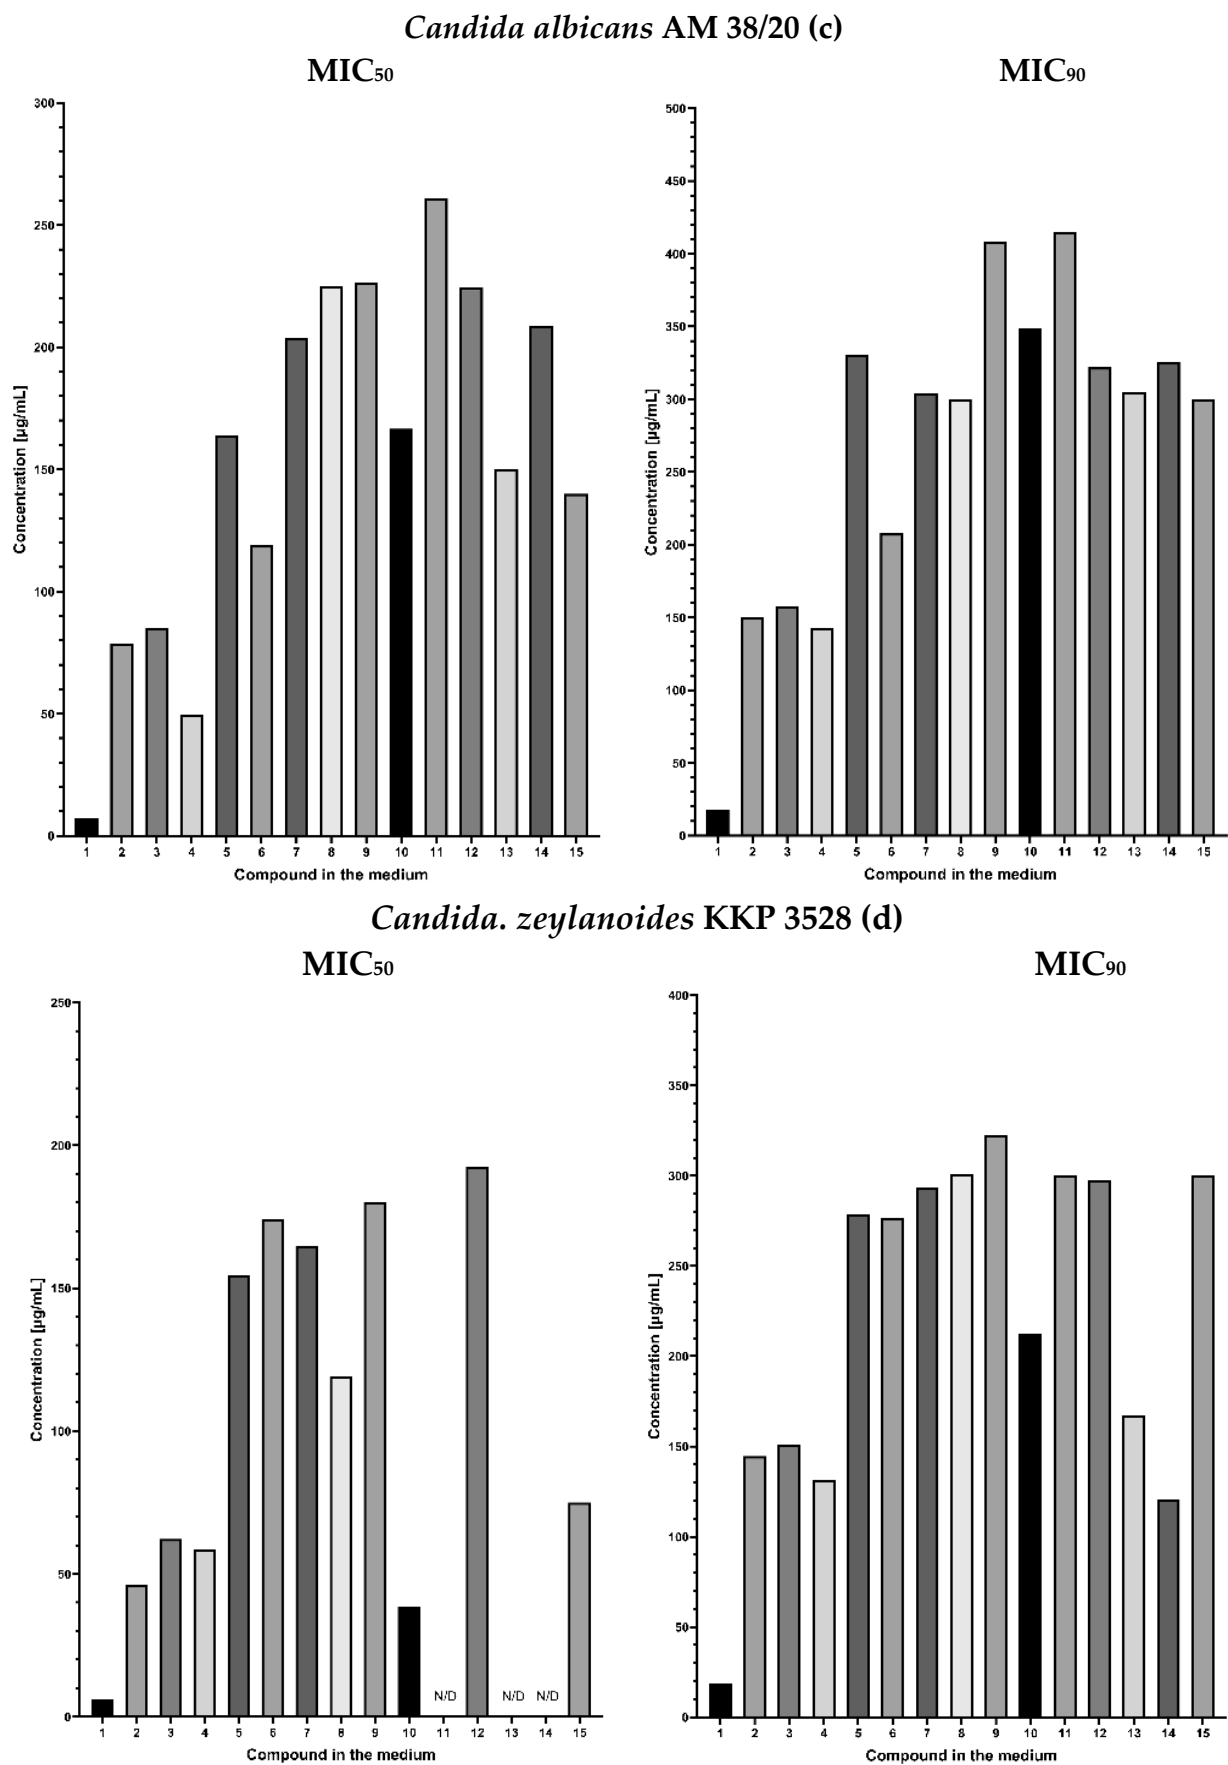 Candida albicans AM 38/20 (c)
MIC50 MIC90
300
250
200
150
100
50
0
Concentration [µg/mL]
1 2 3 4 5 6 7 8 9 10 11 12 13 14 15
Compound in the medium
500
450
400
350
300
250
200
150
100
50
0
Concentration [µg/mL]
1 2 3 4 5 6 7 8 9 10 11 12 13 14 15
Compound in the medium
Candida. zeylanoides KKP 3528 (d)
MIC50 MIC90
250
200
150
100
50
0
Concentration [µg/mL]
N/D N/D N/D
1 2 3 4 5 6 7 8 9 10 11 12 13 14 15
Compound in the medium
400
350
300
250
200
150
100
50
0
Concentration [µg/mL]
1 2 3 4 5 6 7 8 9 10 11 12 13 14 15
Compound in the medium